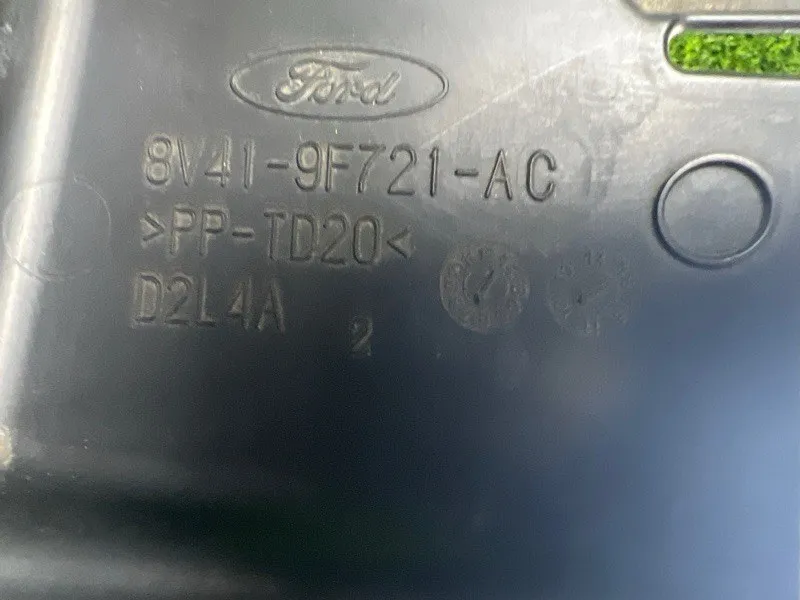 Ford
8V41-9F721-AC
>PP-TD20<
D2L4A
2